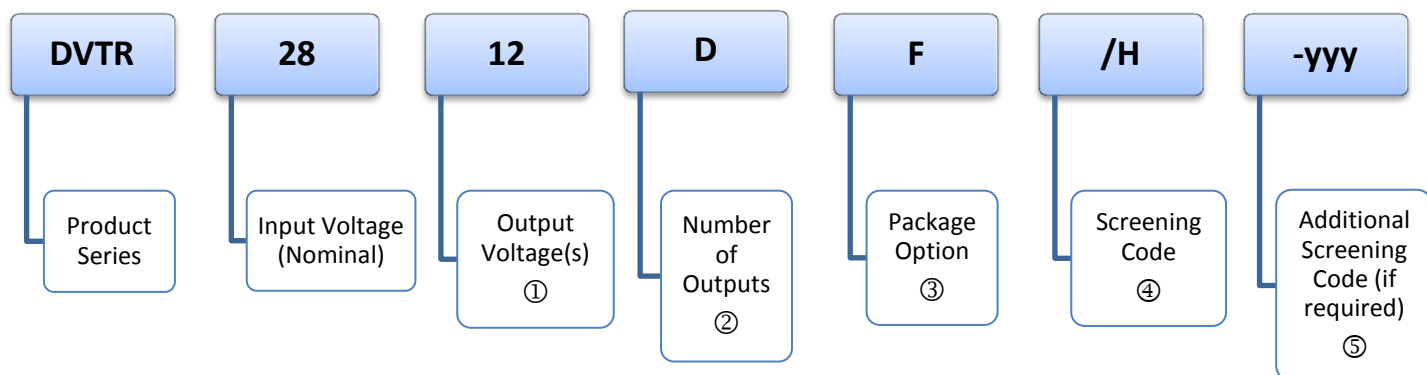 DVTR
28
12
D
F
/H
-yyy
Product
Series
Input Voltage
(Nominal)
Output
Voltage(s)
①
Number
of
Outputs
②
Package
Option
③
Screening
Code
④
Additional
Screening
Code (if
required)
⑤